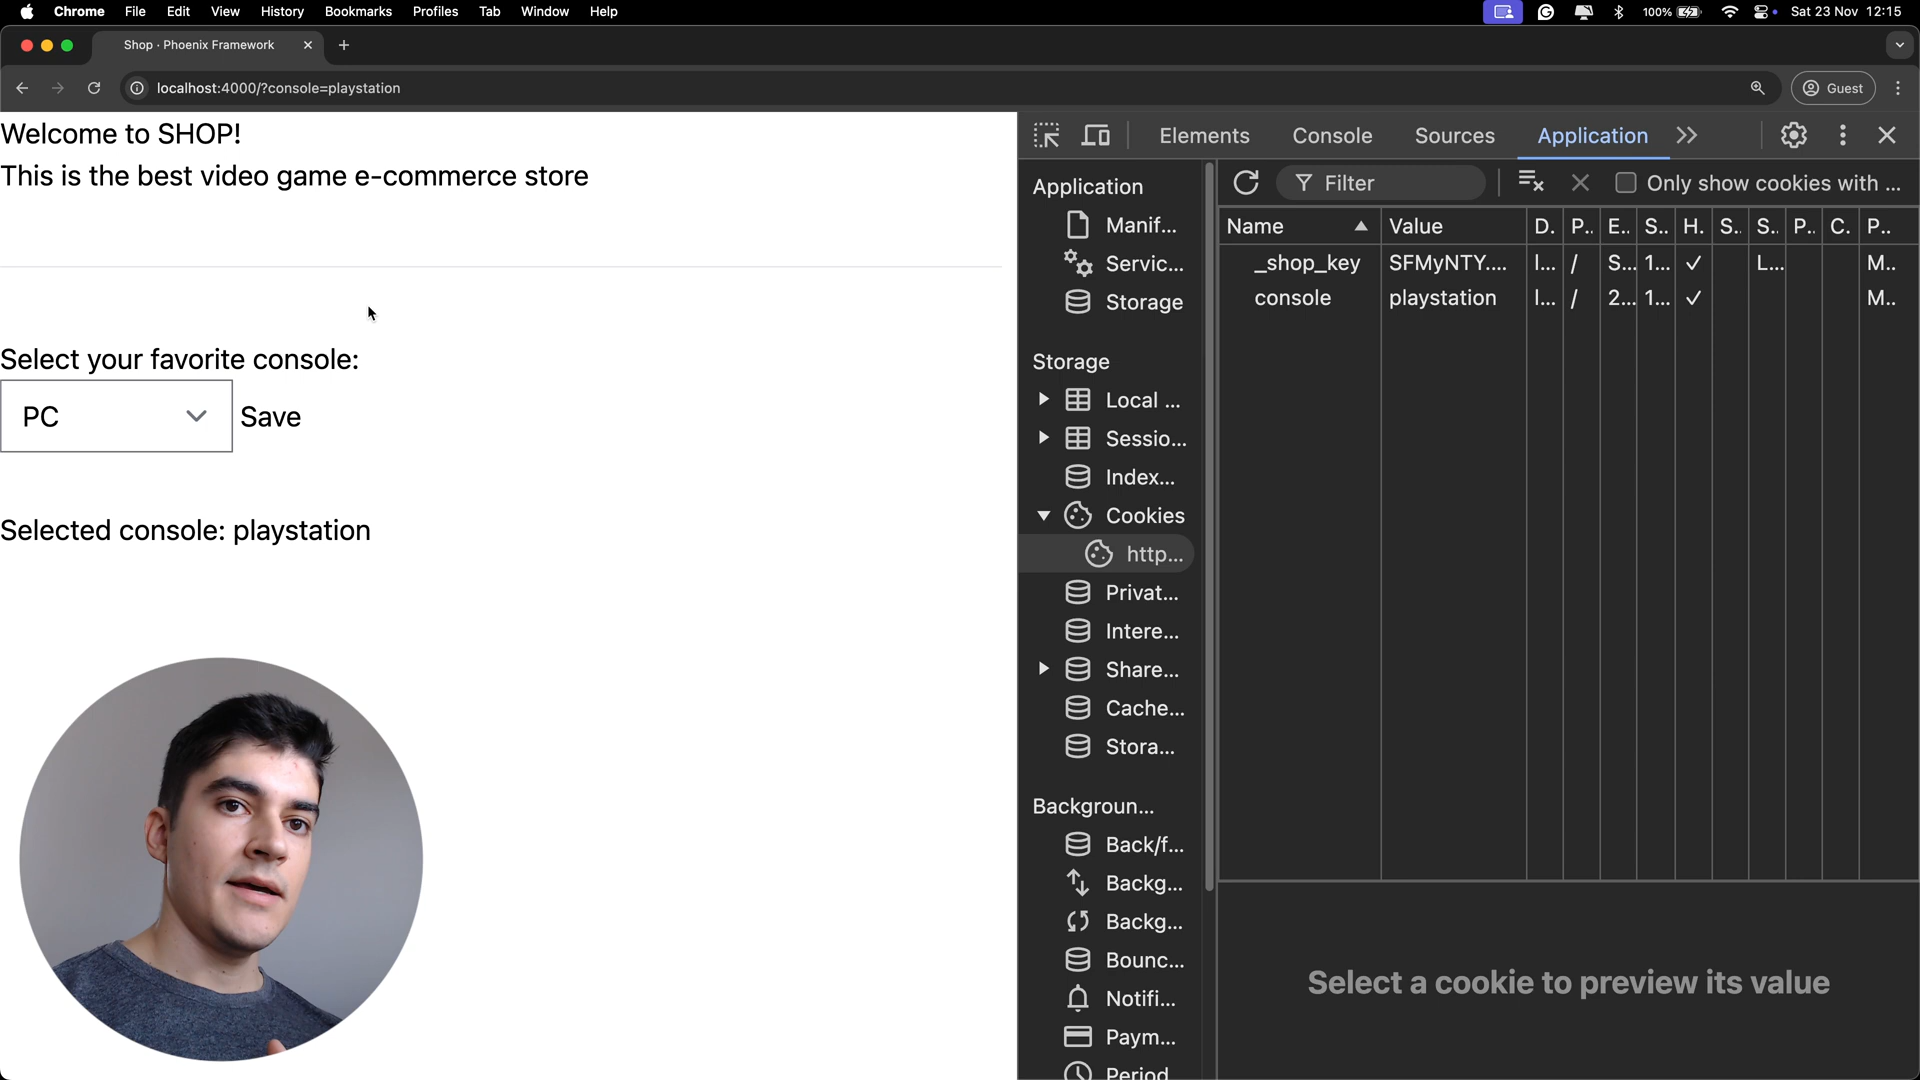 Chrome File Edit View History Bookmarks Profiles Tab Window Help 100% Sat 23 Nov 12:15
Shop · Phoenix Framework
localhost:4000/?console=playstation Guest
Welcome to SHOP!
This is the best video game e-commerce store
Select your favorite console:
PC Save
Selected console: playstation
Elements Console Sources Application
Application
Manif...
Servic...
Storage
Storage
Local ...
Sessio...
Index...
Cookies
http...
Privat...
Intere...
Share...
Cache...
Stora...
Backgroun...
Back/f...
Backg...
Backg...
Bounc...
Notifi...
Paym...
Period
Filter Only show cookies with ...
Name Value D. P.. E.. S.. H. S.. S.. P.. C. P..
_shop_key SFMyNTY.... l... / S... 1... ✓ L... M..
console playstation l... / 2... 1... ✓ M..
Select a cookie to preview its value